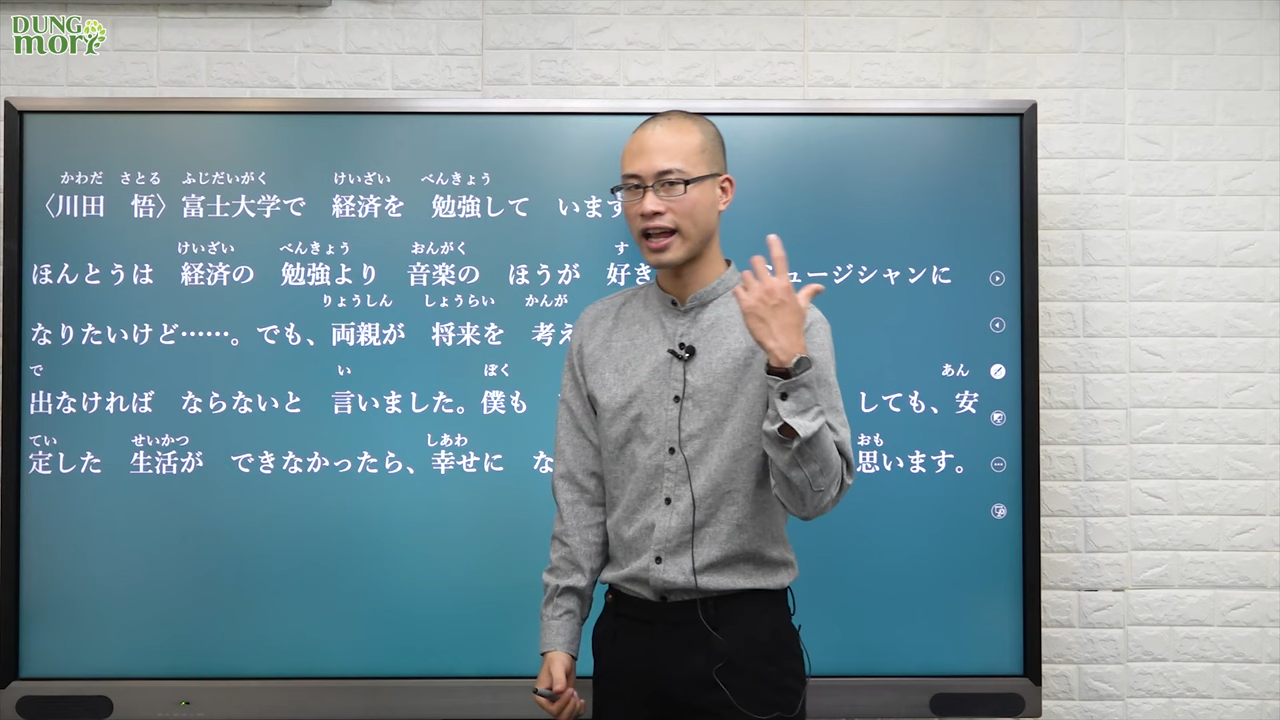 DUNG
mori
かわだ さとる ふじだいがく けいざい べんきょう
〈川田 悟〉富士大学で 経済を 勉強して います
けいざい べんきょう おんがく す
ほんとうは 経済の 勉強より 音楽の ほうが 好き ュージシャンに
りょうしん しょうらい かんが
なりたいけど……。でも、両親が 将来を 考え
で い ぼく あん
出なければ ならないと 言いました。僕も しても、安
てい せいかつ しあわ おも
定した 生活が できなかったら、幸せに な 思います。